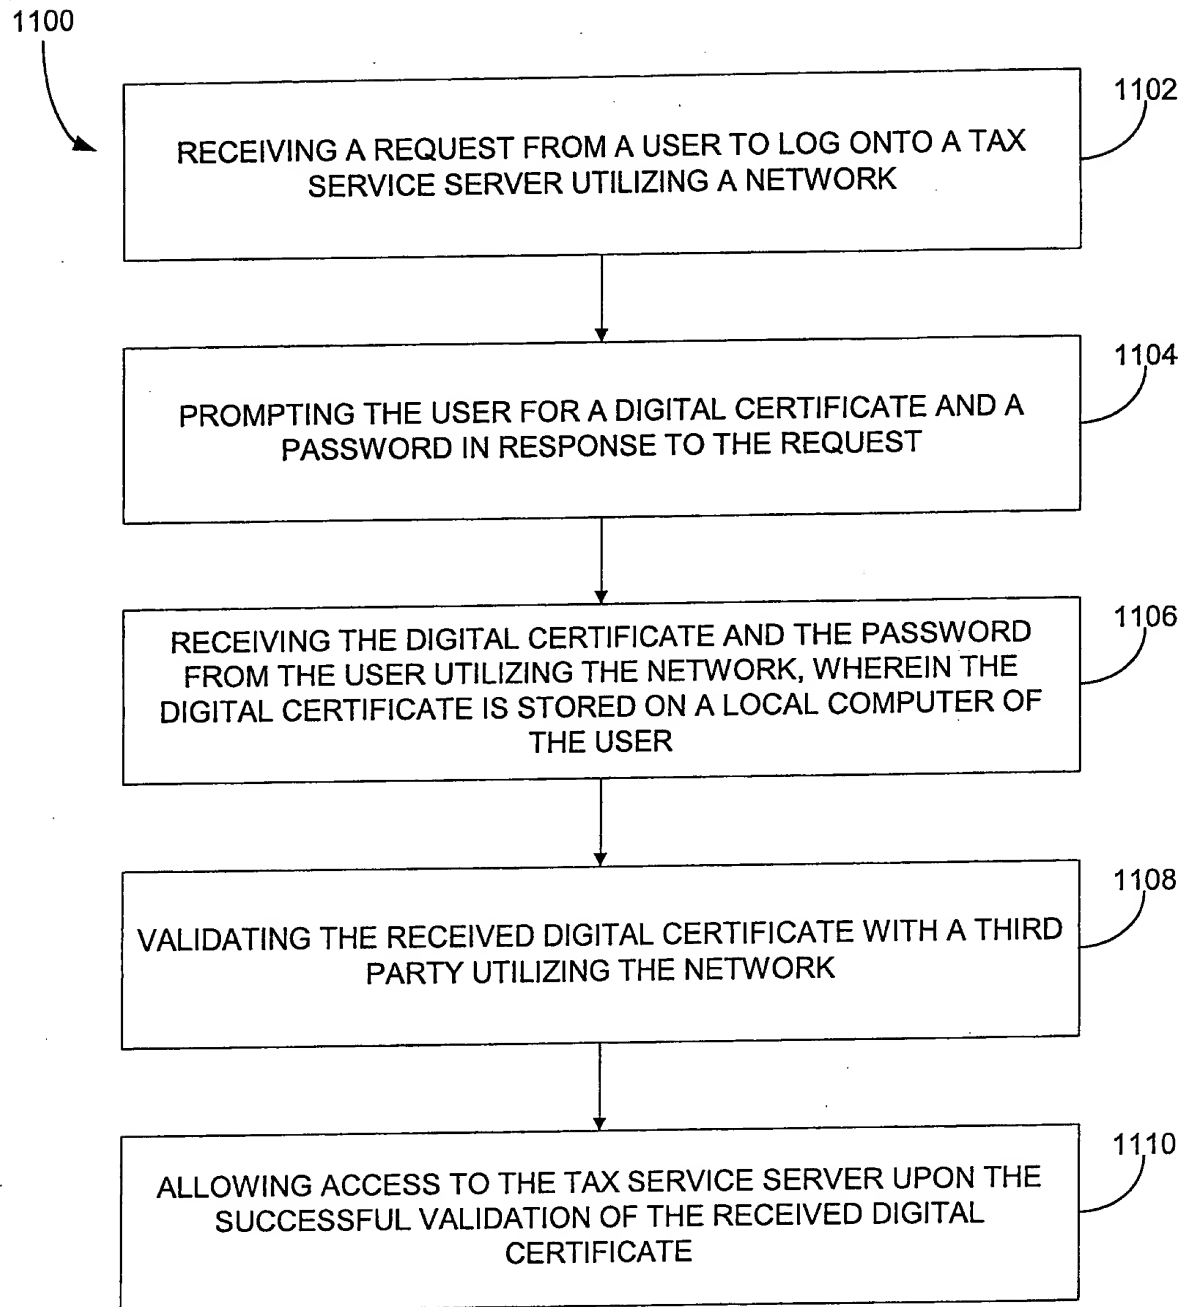 1100
1102
RECEIVING A REQUEST FROM A USER TO LOG ONTO A TAX
SERVICE SERVER UTILIZING A NETWORK
1104
PROMPTING THE USER FOR A DIGITAL CERTIFICATE AND A
PASSWORD IN RESPONSE TO THE REQUEST
1106
RECEIVING THE DIGITAL CERTIFICATE AND THE PASSWORD
FROM THE USER UTILIZING THE NETWORK, WHEREIN THE
DIGITAL CERTIFICATE IS STORED ON A LOCAL COMPUTER OF
THE USER
1108
VALIDATING THE RECEIVED DIGITAL CERTIFICATE WITH A THIRD
PARTY UTILIZING THE NETWORK
1110
ALLOWING ACCESS TO THE TAX SERVICE SERVER UPON THE
SUCCESSFUL VALIDATION OF THE RECEIVED DIGITAL
CERTIFICATE